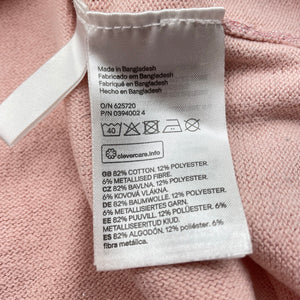 Made in Bangladesh
Fabricado em Bangladesh
Fabriqué en Bangladesh
Hecho en Bangladesh
O/N 625720
P/N 0394002 4
40
clevercare.info
GB 82% COTTON, 12% POLYESTER.
6% METALLISED FIBRE.
CZ 82% BAVLNA. 12% POLYESTER.
6% KOVOVÁ VLÁKNA
DE 82% BAUMWOLLE. 12% POLYESTER.
6% METALLISIERTES GARN.
EE 82% PUUVILL. 12% POLÜESTER. 6%
METALLISEERITUD KIUD.
ES 82% ALGODÓN. 12% POLIÉSTER. 6%
fibra metálica.